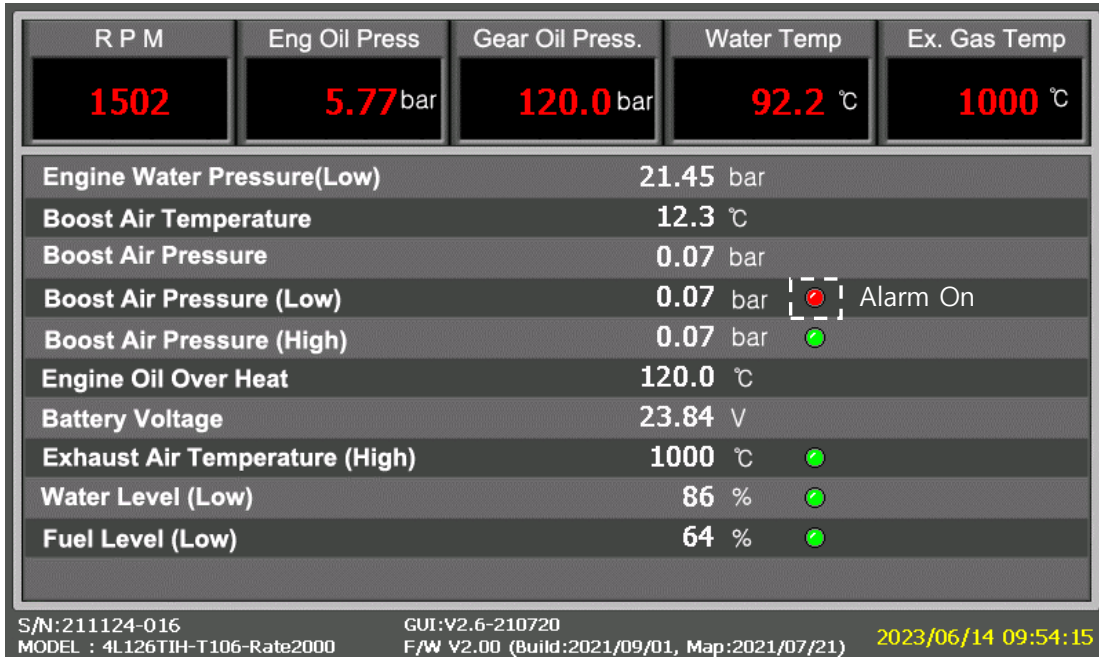 R P M Eng Oil Press Gear Oil Press. Water Temp Ex. Gas Temp
1502 5.77 bar 120.0 bar 92.2 ℃ 1000 ℃
Engine Water Pressure(Low) 21.45 bar
Boost Air Temperature 12.3 ℃
Boost Air Pressure 0.07 bar
Boost Air Pressure (Low) 0.07 bar Alarm On
Boost Air Pressure (High) 0.07 bar
Engine Oil Over Heat 120.0 ℃
Battery Voltage 23.84 V
Exhaust Air Temperature (High) 1000 ℃
Water Level (Low) 86 %
Fuel Level (Low) 64 %
S/N:211124-016 GUI:V2.6-210720
MODEL : 4L126TIH-T106-Rate2000 F/W V2.00 (Build:2021/09/01, Map:2021/07/21) 2023/06/14 09:54:15